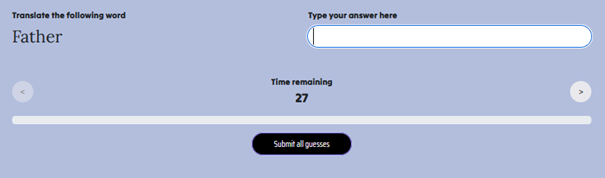 Translate the following word
Type your answer here
Father
Time remaining
<
27
>
Submit all guesses